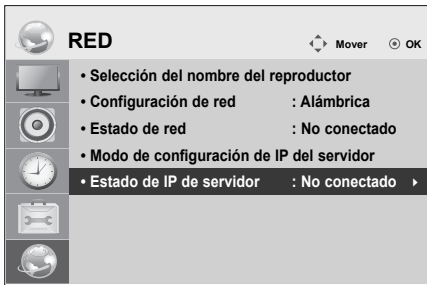 RED
Mover OK
• Selección del nombre del reproductor
• Configuración de red : Alámbrica
• Estado de red : No conectado
• Modo de configuración de IP del servidor
• Estado de IP de servidor : No conectado